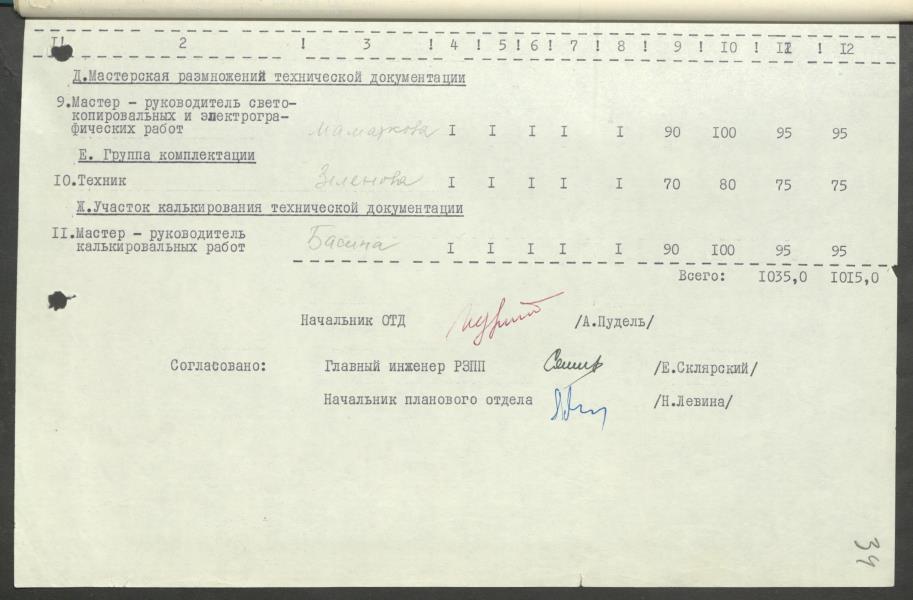 I! 2 ! 3 ! 4 ! 5 ! 6 ! 7 ! 8 ! 9 ! I0 ! II ! I2
Д.Мастерская размножений технической документации
9.Мастер – руководитель свето-
копировальных и электрогра-
фических работ Маматкова I I I I I 90 I00 95 95
Е. Группа комплектации
I0.Техник Зеленова I I I I I 70 80 75 75
Ж.Участок калькирования технической документации
II.Мастер – руководитель
калькировальных работ Басина I I I I I 90 I00 95 95
Всего: I035,0 I0I5,0
Начальник ОТД /А.Пудель/
Согласовано: Главный инженер РЗПП /Е.Склярский/
Начальник планового отдела /Н.Левина/
34